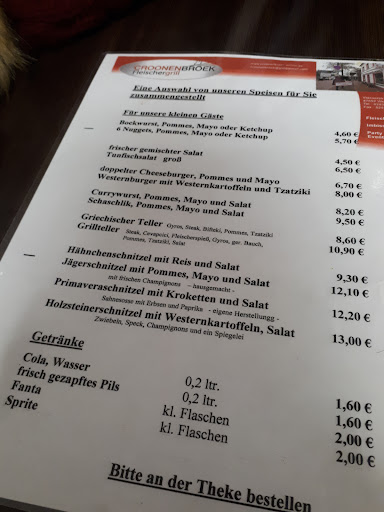 CROONENBROEK
Fleischergrill
Eine Auswahl von unseren Speisen für Sie
zusammengestellt
Für unsere kleinen Gäste
Bockwurst, Pommes, Mayo oder Ketchup 4,60 €
6 Nuggets, Pommes, Mayo oder Ketchup 5,70 €
frischer gemischter Salat 4,50 €
Tunfischsalat groß 6,50 €
doppelter Cheeseburger, Pommes und Mayo 6,70 €
Westernburger mit Westernkartoffeln und Tzatziki 8,00 €
Currywurst, Pommes, Mayo und Salat 8,20 €
Schaschlik, Pommes, Mayo und Salat 9,50 €
Griechischer Teller Gyros, Steak, Bifteki, Pommes, Tzatziki 8,60 €
Grillteller Steak, Cevapcici, Fleischerspieß, Gyros, ger. Bauch, 10,90 €
Pommes, Tzatziki, Salat
Hähnchenschnitzel mit Reis und Salat 9,30 €
Jägerschnitzel mit Pommes, Mayo und Salat 12,10 €
mit frischen Champignons - hausgemacht -
Primaveraschnitzel mit Kroketten und Salat 12,20 €
Sahnesosse mit Erbsen und Paprike - eigene Herstellungg -
Holzsteinerschnitzel mit Westernkartoffeln, Salat 13,00 €
Zwiebeln, Speck, Champignons und ein Spiegelei
Getränke
Cola, Wasser 0,2 ltr. 1,60 €
frisch gezapftes Pils 0,2 ltr. 1,60 €
Fanta kl. Flaschen 2,00 €
Sprite kl. Flaschen 2,00 €
Bitte an der Theke bestellen